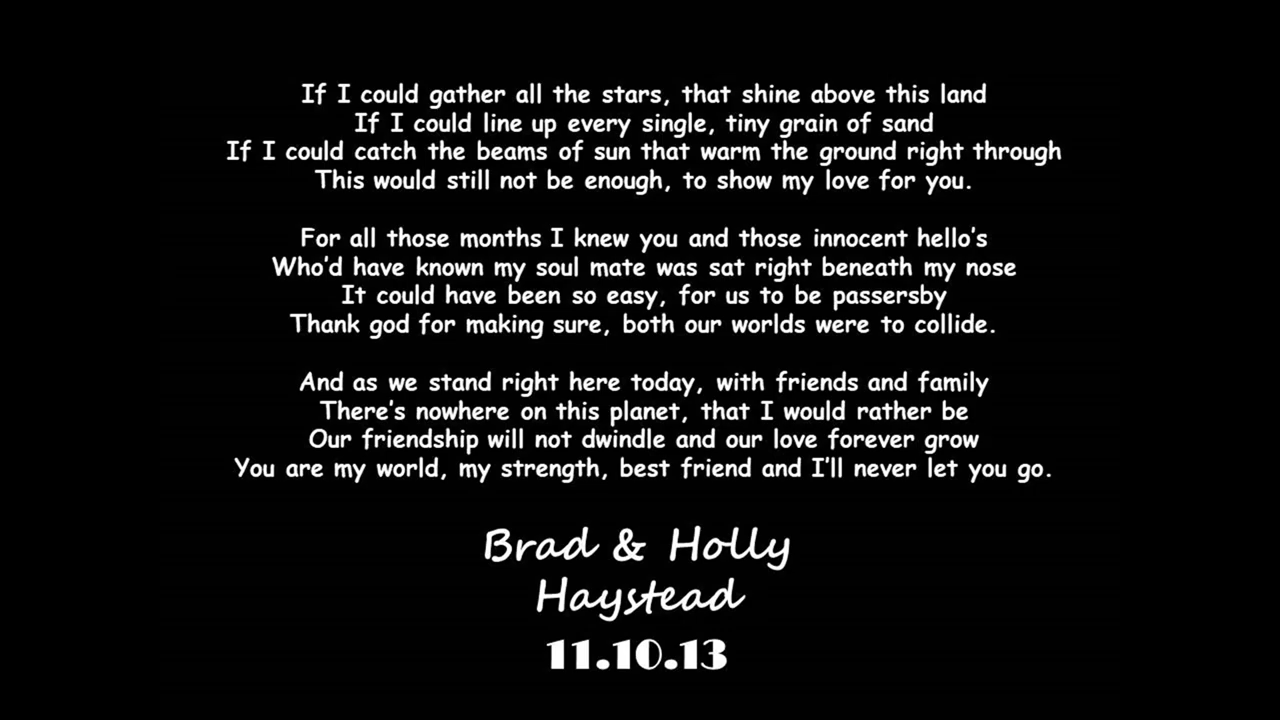 If I could gather all the stars, that shine above this land
If I could line up every single, tiny grain of sand
If I could catch the beams of sun that warm the ground right through
This would still not be enough, to show my love for you.
For all those months I knew you and those innocent hello's
Who'd have known my soul mate was sat right beneath my nose
It could have been so easy, for us to be passersby
Thank god for making sure, both our worlds were to collide.
And as we stand right here today, with friends and family
There's nowhere on this planet, that I would rather be
Our friendship will not dwindle and our love forever grow
You are my world, my strength, best friend and I'll never let you go.
Brad & Holly
Haystead
11.10.13